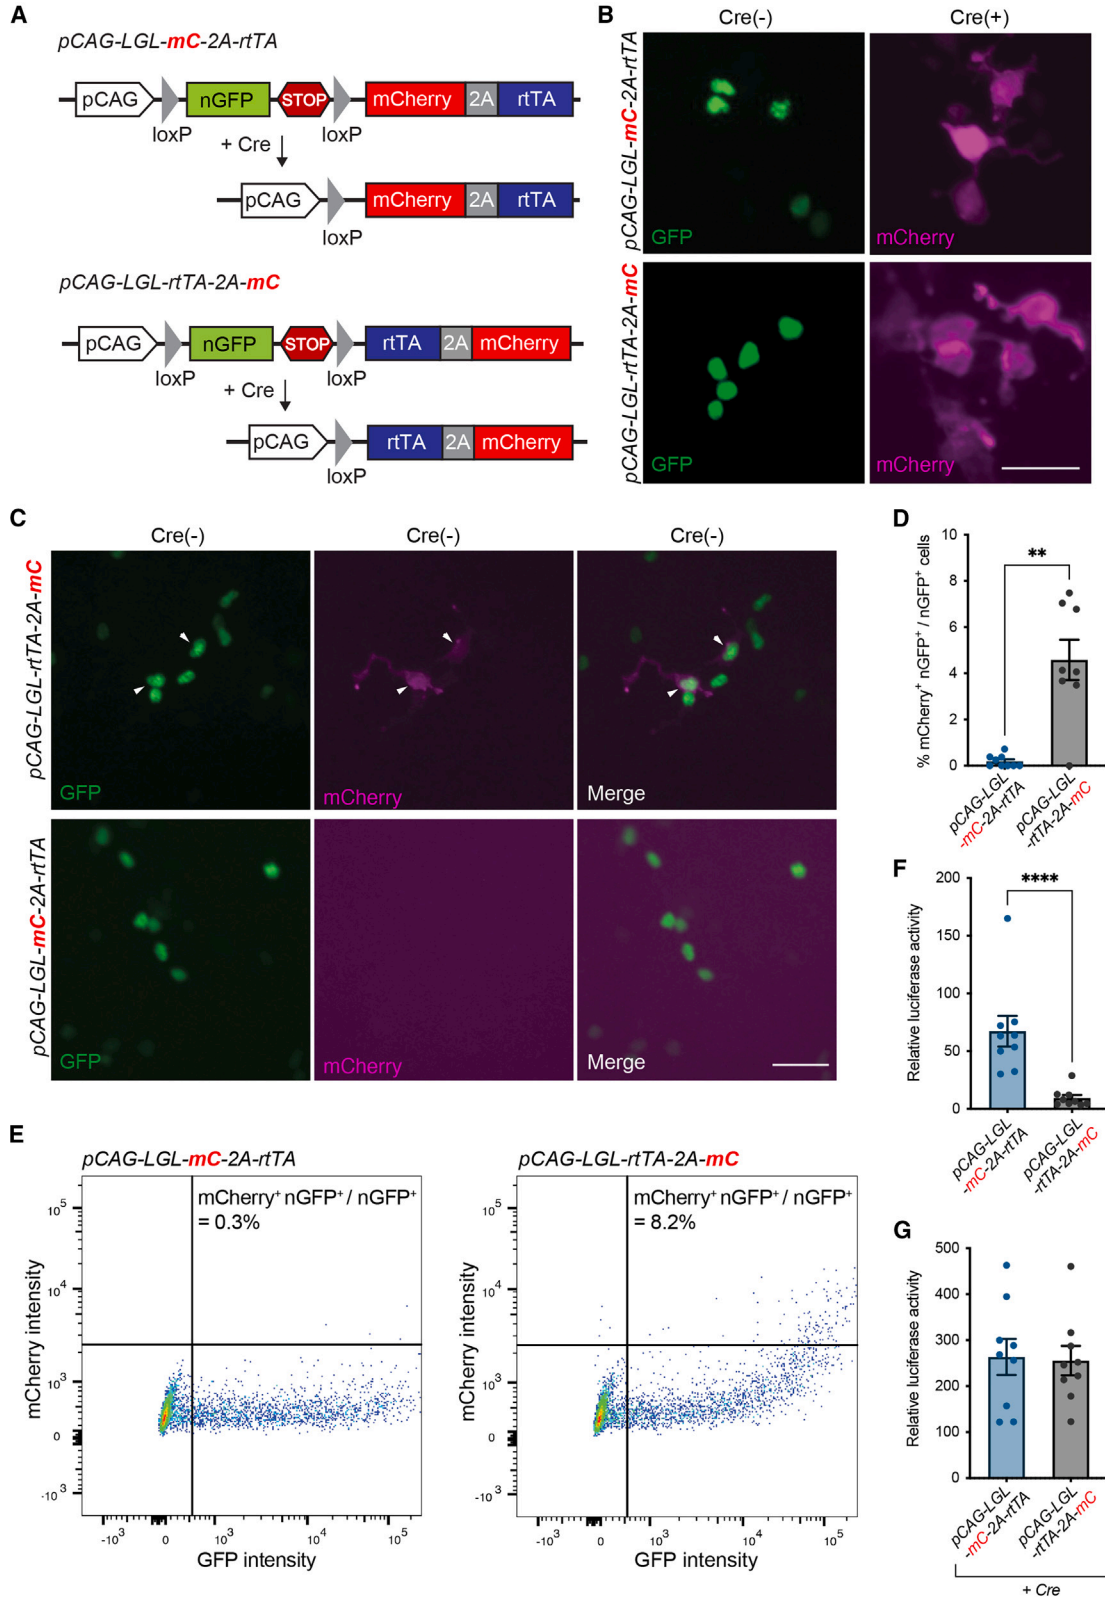 A
pCAG-LGL-mC-2A-rtTA
pCAG
nGFP
STOP
mCherry
2A
rtTA
loxP
loxP
+ Cre
pCAG
mCherry
2A
rtTA
loxP
pCAG-LGL-rtTA-2A-mC
pCAG
nGFP
STOP
rtTA
2A
mCherry
loxP
loxP
+ Cre
pCAG
rtTA
2A
mCherry
loxP
B
Cre(-)
Cre(+)
pCAG-LGL-mC-2A-rtTA
GFP
mCherry
pCAG-LGL-rtTA-2A-mC
GFP
mCherry
C
Cre(-)
Cre(-)
Cre(-)
pCAG-LGL-rtTA-2A-mC
GFP
mCherry
Merge
pCAG-LGL-mC-2A-rtTA
GFP
mCherry
Merge
D
% mCherry+ nGFP+ / nGFP+ cells
10
8
6
4
2
0
**
pCAG-LGL
-mC-2A-rtTA
pCAG-LGL
-rtTA-2A-mC
F
Relative luciferase activity
200
150
100
50
0
****
pCAG-LGL
-mC-2A-rtTA
pCAG-LGL
-rtTA-2A-mC
E
pCAG-LGL-mC-2A-rtTA
mCherry+ nGFP+ / nGFP+
= 0.3%
mCherry intensity
10^5
10^4
10^3
0
-10^3
-10^3
0
10^3
10^4
10^5
GFP intensity
pCAG-LGL-rtTA-2A-mC
mCherry+ nGFP+ / nGFP+
= 8.2%
mCherry intensity
10^5
10^4
10^3
0
-10^3
-10^3
0
10^3
10^4
10^5
GFP intensity
G
Relative luciferase activity
500
400
300
200
100
0
pCAG-LGL
-mC-2A-rtTA
pCAG-LGL
-rtTA-2A-mC
+ Cre